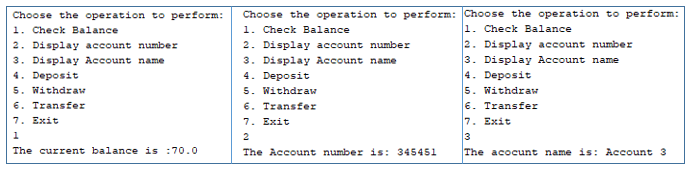 Choose the operation to perform:
1. Check Balance
2. Display account number
3. Display Account name
4. Deposit
5. Withdraw
6. Transfer
7. Exit
1
The current balance is :70.0
Choose the operation to perform:
1. Check Balance
2. Display account number
3. Display Account name
4. Deposit
5. Withdraw
6. Transfer
7. Exit
2
The Account number is: 345451
Choose the operation to perform:
1. Check Balance
2. Display account number
3. Display Account name
4. Deposit
5. Withdraw
6. Transfer
7. Exit
3
The acocunt name is: Account 3